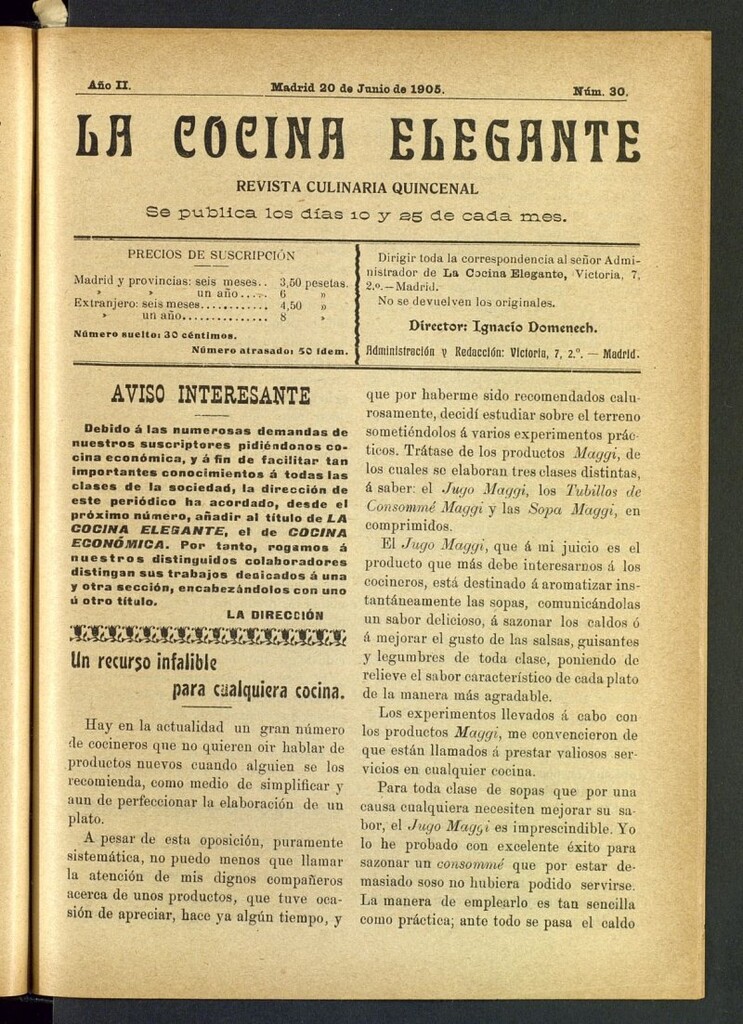 Año II.
Madrid 20 de Junio de 1905.
Núm. 30.
LA COCINA ELEGANTE
REVISTA CULINARIA QUINCENAL
Se publica los días 10 y 25 de cada mes.
PRECIOS DE SUSCRIPCIÓN
Madrid y provincias: seis meses.. 3,50 pesetas.
» » un año..... 6 »
Extranjero: seis meses........... 4,50 »
» un año............... 8 »
Número suelto: 30 céntimos.
Número atrasado: 50 ídem.
Dirigir toda la correspondencia al señor Admi-
nistrador de La Cocina Elegante, Victoria, 7,
2.º.—Madrid.
No se devuelven los originales.
Director: Ignacio Domenech.
Administración y Redacción: Victoria, 7, 2.º. — Madrid.
AVISO INTERESANTE
Debido á las numerosas demandas de
nuestros suscriptores pidiéndonos co-
cina económica, y á fin de facilitar tan
importantes conocimientos á todas las
clases de la sociedad, la dirección de
este periódico ha acordado, desde el
próximo número, añadir al título de LA
COCINA ELEGANTE, el de COCINA
ECONÓMICA. Por tanto, rogamos á
nuestros distinguidos colaboradores
distingan sus trabajos dedicados á una
y otra sección, encabezándolos con uno
ú otro título.
LA DIRECCIÓN
Un recurso infalible
para cualquiera cocina.
Hay en la actualidad un gran número
de cocineros que no quieren oir hablar de
productos nuevos cuando alguien se los
recomienda, como medio de simplificar y
aun de perfeccionar la elaboración de un
plato.
A pesar de esta oposición, puramente
sistemática, no puedo menos que llamar
la atención de mis dignos compañeros
acerca de unos productos, que tuve oca-
sión de apreciar, hace ya algún tiempo, y
que por haberme sido recomendados calu-
rosamente, decidí estudiar sobre el terreno
sometiéndolos á varios experimentos prác-
ticos. Trátase de los productos Maggi, de
los cuales se elaboran tres clases distintas,
á saber: el Jugo Maggi, los Tubillos de
Consommé Maggi y las Sopa Maggi, en
comprimidos.
El Jugo Maggi, que á mi juicio es el
producto que más debe interesarnos á los
cocineros, está destinado á aromatizar ins-
tantáneamente las sopas, comunicándolas
un sabor delicioso, á sazonar los caldos ó
á mejorar el gusto de las salsas, guisantes
y legumbres de toda clase, poniendo de
relieve el sabor característico de cada plato
de la manera más agradable.
Los experimentos llevados á cabo con
los productos Maggi, me convencieron de
que están llamados á prestar valiosos ser-
vicios en cualquier cocina.
Para toda clase de sopas que por una
causa cualquiera necesiten mejorar su sa-
bor, el Jugo Maggi es imprescindible. Yo
lo he probado con excelente éxito para
sazonar un consommé que por estar de-
masiado soso no hubiera podido servirse.
La manera de emplearlo es tan sencilla
como práctica; ante todo se pasa el caldo